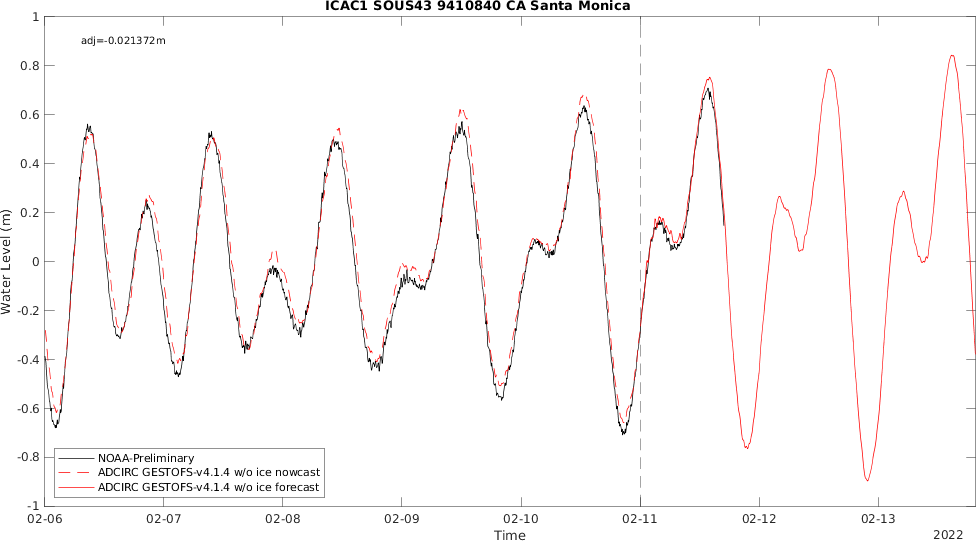 ICAC1 SOUS43 9410840 CA Santa Monica
adj=-0.021372m
1
0.8
0.6
0.4
0.2
0
-0.2
-0.4
-0.6
-0.8
-1
Water Level (m)
NOAA-Preliminary
ADCIRC GESTOFS-v4.1.4 w/o ice nowcast
ADCIRC GESTOFS-v4.1.4 w/o ice forecast
02-06 02-07 02-08 02-09 02-10 02-11 02-12 02-13
Time
2022